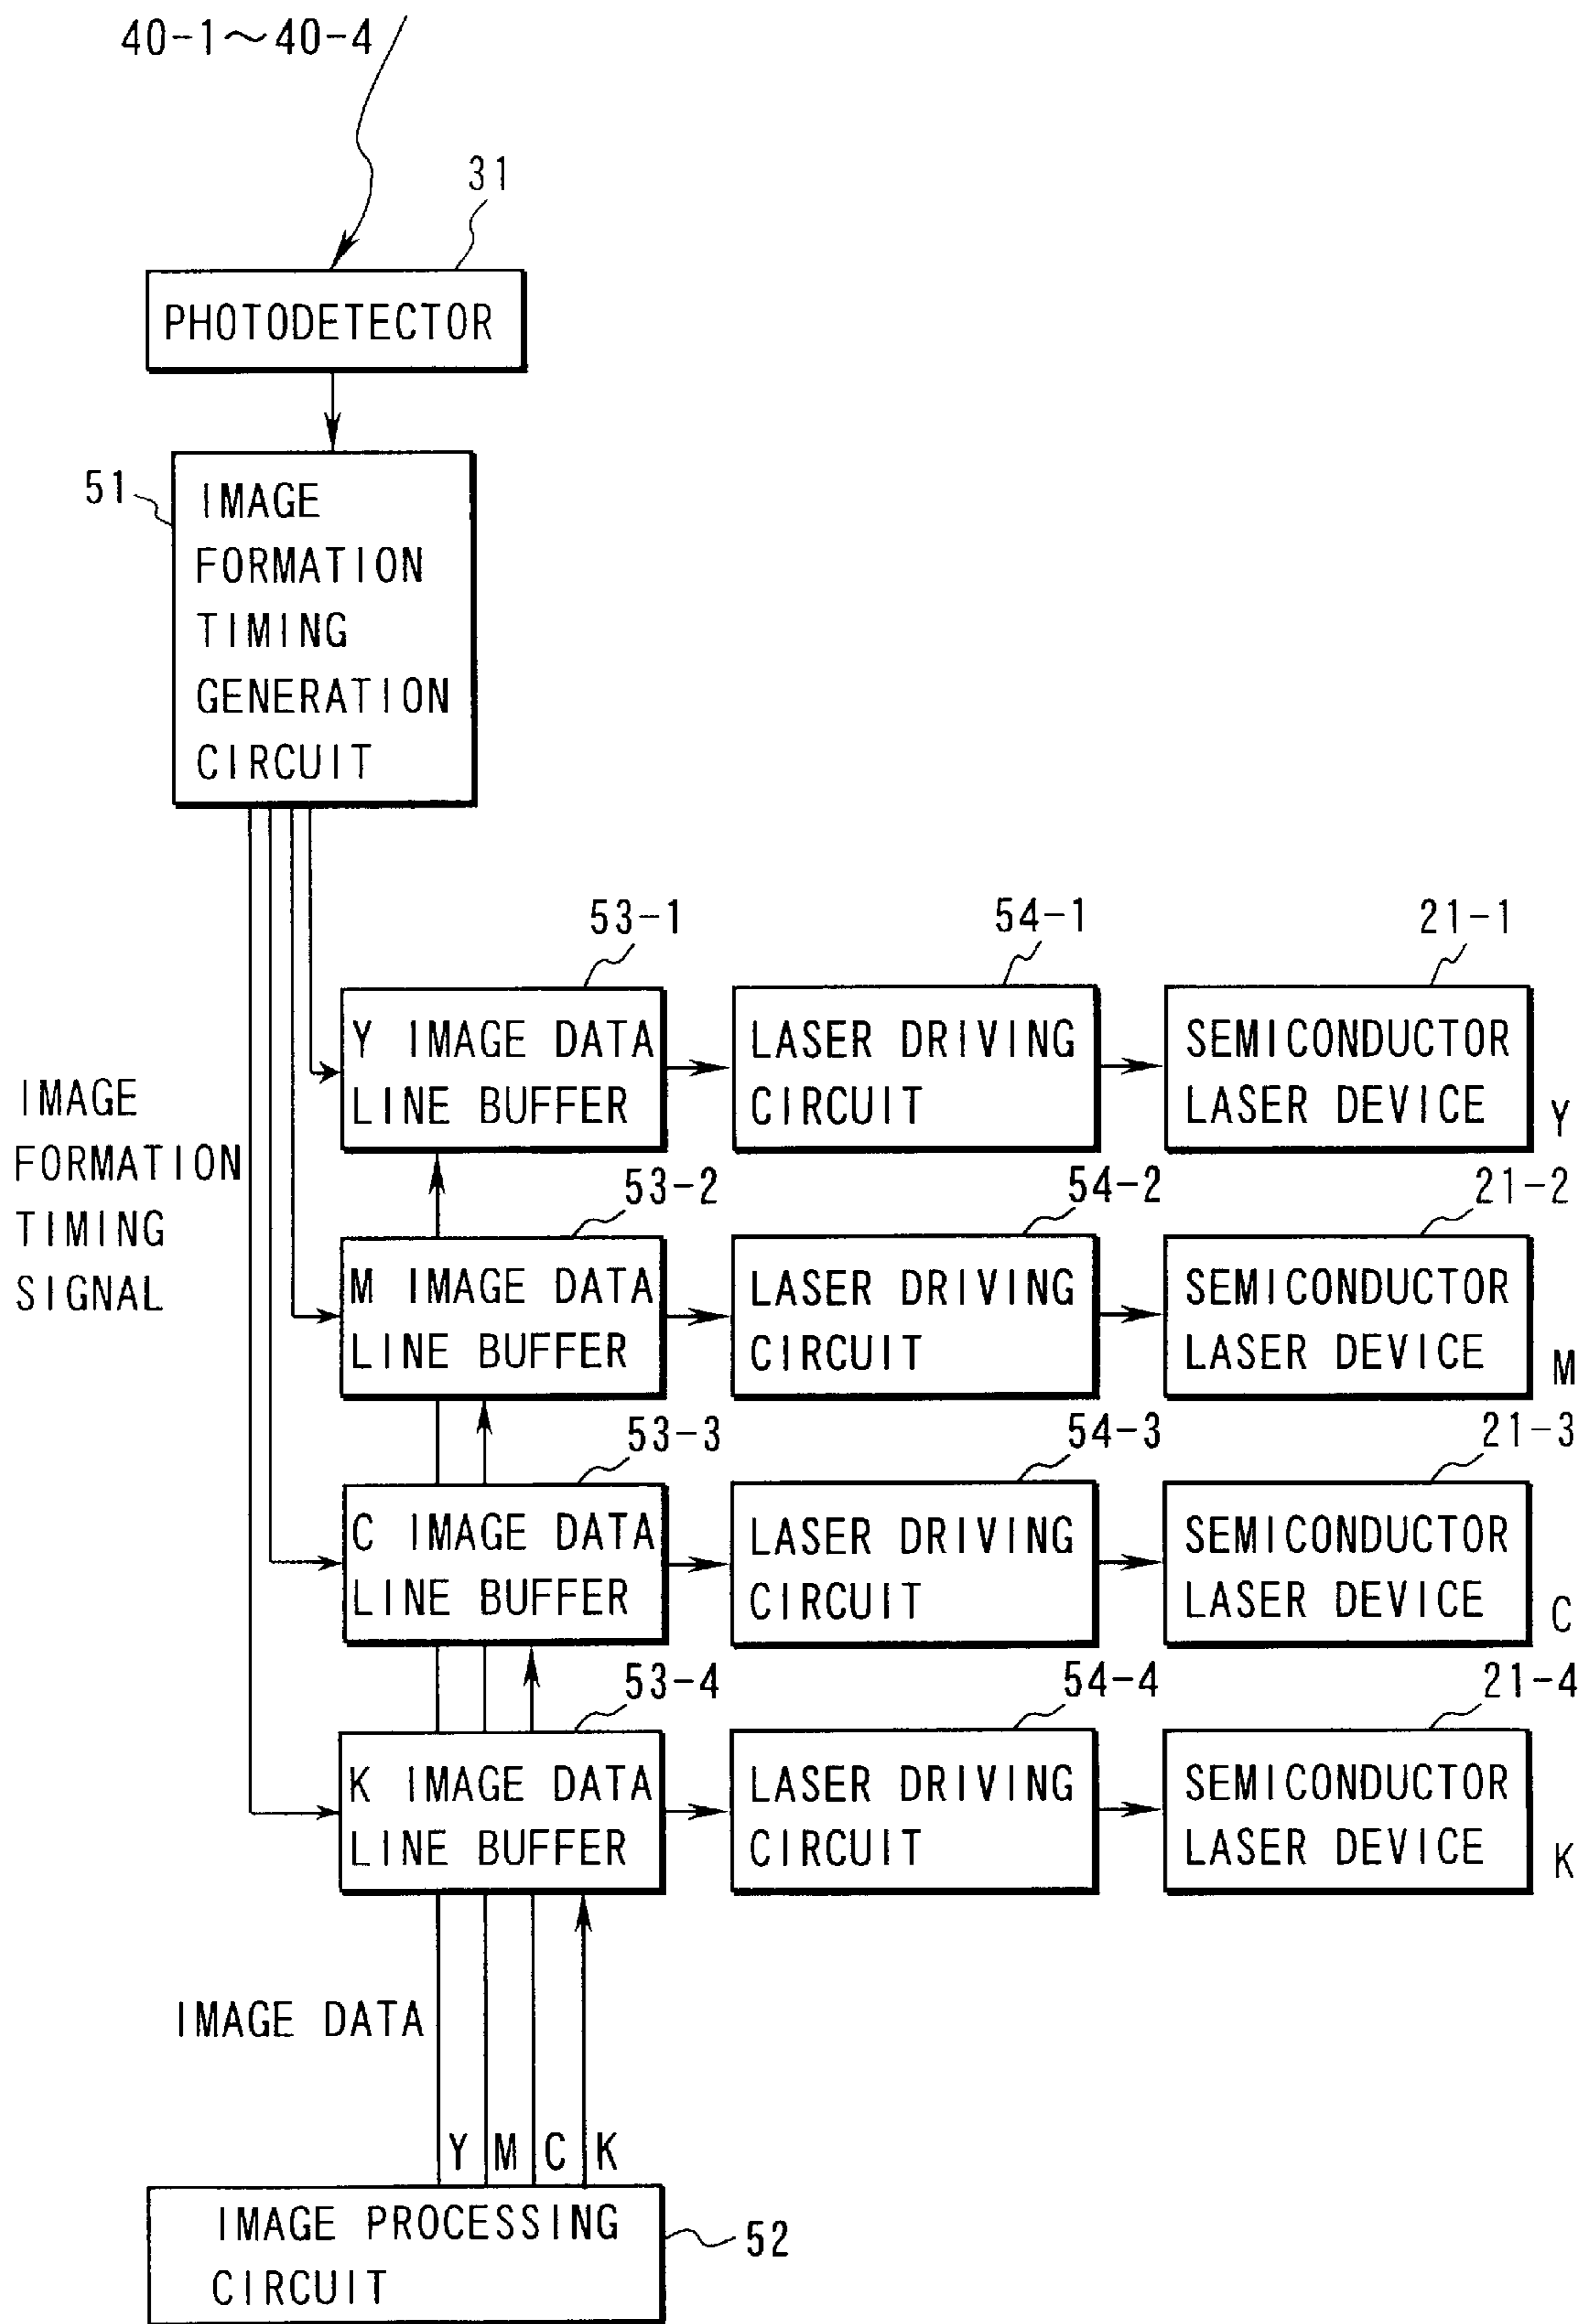 40-1～40-4
31
PHOTODETECTOR
51
IMAGE
FORMATION
TIMING
GENERATION
CIRCUIT
53-1
54-1
21-1
Y IMAGE DATA
LINE BUFFER
LASER DRIVING
CIRCUIT
SEMICONDUCTOR
LASER DEVICE
Y
IMAGE
FORMATION
TIMING
SIGNAL
53-2
54-2
21-2
M IMAGE DATA
LINE BUFFER
LASER DRIVING
CIRCUIT
SEMICONDUCTOR
LASER DEVICE
M
53-3
54-3
21-3
C IMAGE DATA
LINE BUFFER
LASER DRIVING
CIRCUIT
SEMICONDUCTOR
LASER DEVICE
C
53-4
54-4
21-4
K IMAGE DATA
LINE BUFFER
LASER DRIVING
CIRCUIT
SEMICONDUCTOR
LASER DEVICE
K
IMAGE DATA
Y M C K
IMAGE PROCESSING
CIRCUIT
52